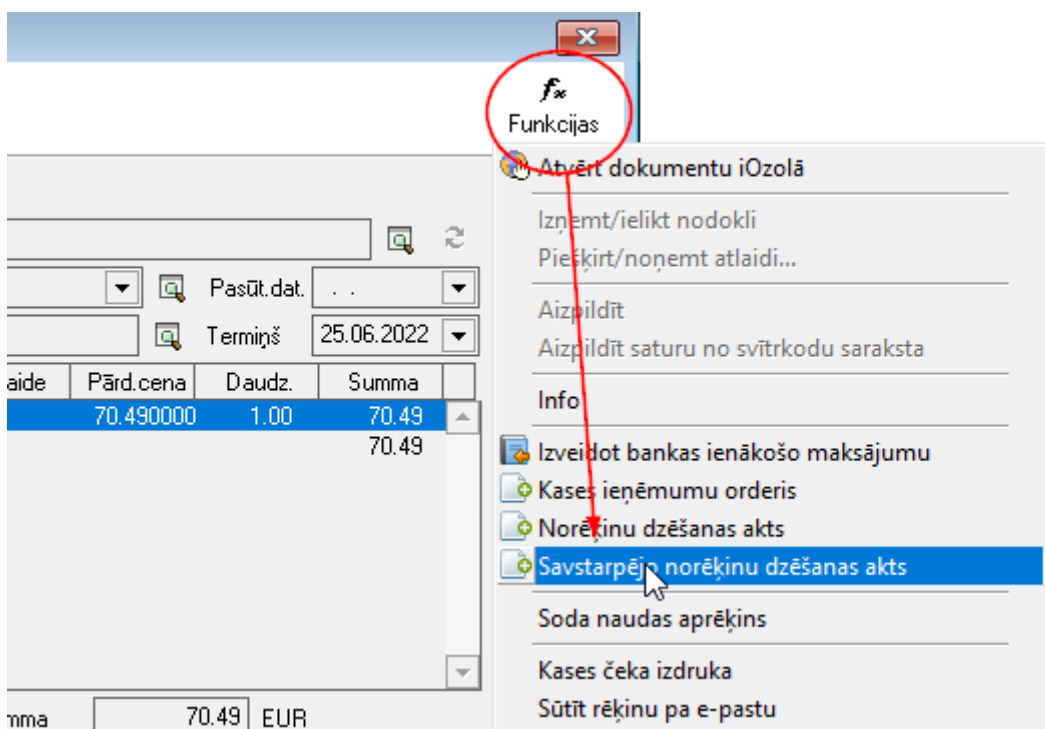 fx
Funkcijas
Atvērt dokumentu iOzolā
Izņemt/ielikt nodokli
Piešķirt/noņemt atlaidi...
Pasūt.dat. . .
Aizpildīt
Termiņš 25.06.2022
Aizpildīt saturu no svītrkodu saraksta
aide Pārd.cena Daudz. Summa
Info
70.490000 1.00 70.49
70.49
Izveidot bankas ienākošo maksājumu
Kases ieņēmumu orderis
Norēķinu dzēšanas akts
Savstarpējo norēķinu dzēšanas akts
Soda naudas aprēķins
Kases čeka izdruka
Sūtīt rēķinu pa e-pastu
mma 70.49 EUR